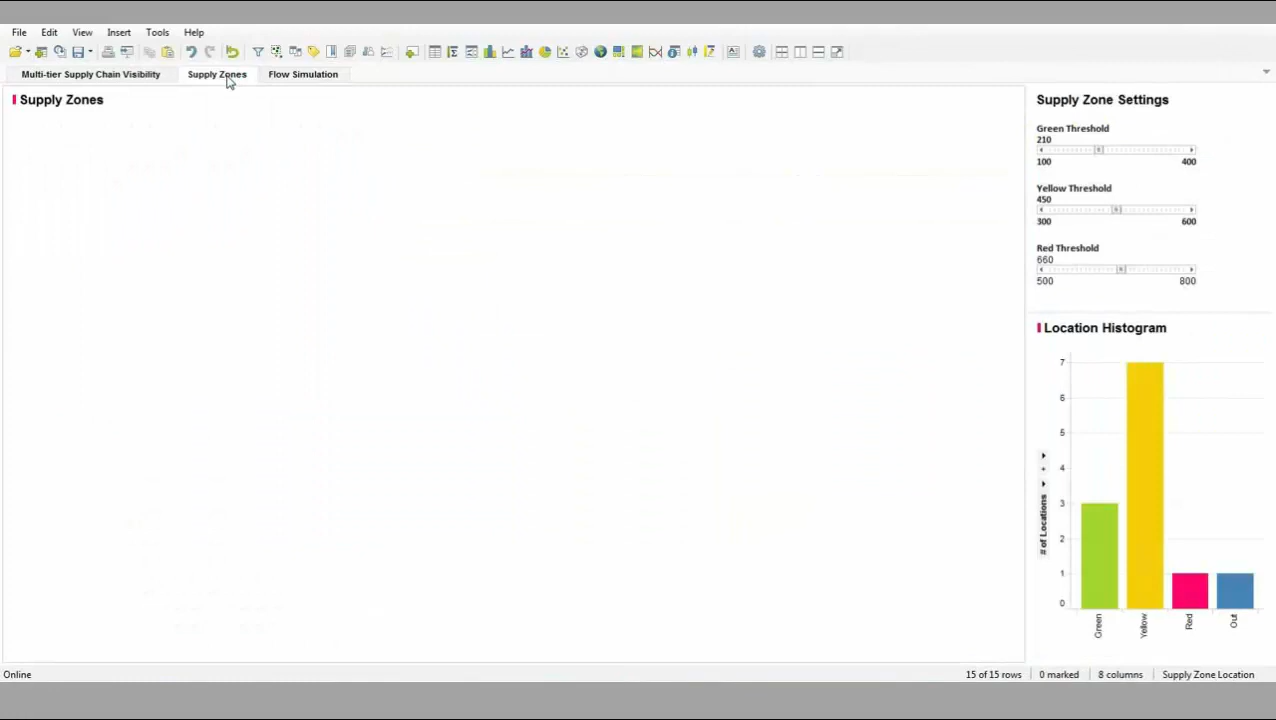 File Edit View Insert Tools Help
Multi-tier Supply Chain Visibility Supply Zones Flow Simulation
Supply Zones
Supply Zone Settings
Green Threshold
210
100 400
Yellow Threshold
450
300 600
Red Threshold
660
500 800
Location Histogram
7
6
5
4
3
2
1
0
# of Locations
Green Yellow Red Out
Online 15 of 15 rows 0 marked 8 columns Supply Zone Location